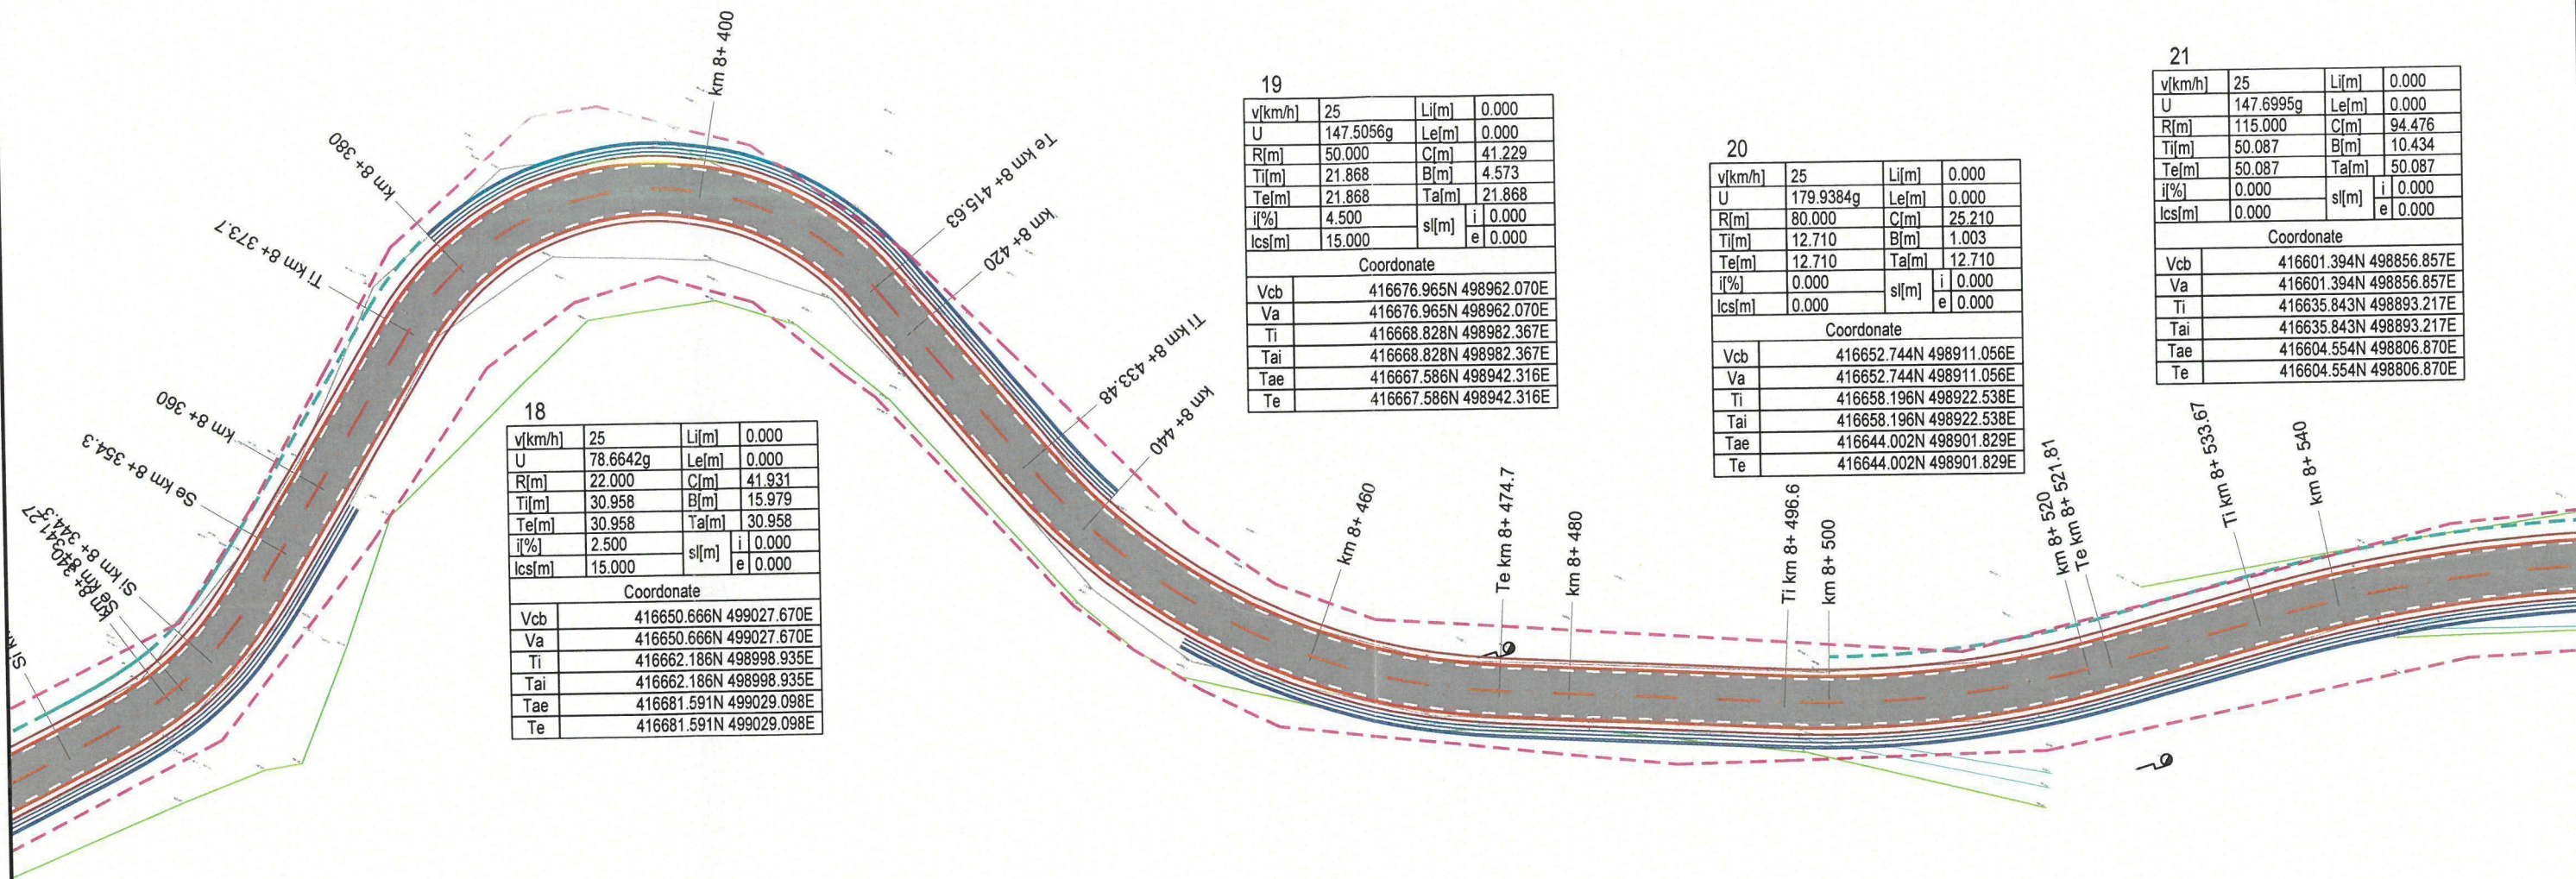 km 8+ 400
km 8+ 380
Ti km 8+ 373.7
km 8+ 360
Se km 8+ 354.3
Si km 8+ 344.3
km 8+ 340
Te km 8+ 415.63
km 8+ 420
Ti km 8+ 433.48
km 8+ 440
km 8+ 460
Te km 8+ 474.7
km 8+ 480
Ti km 8+ 496.6
km 8+ 500
km 8+ 520
Te km 8+ 521.81
Ti km 8+ 533.67
km 8+ 540
18
v[km/h] 25 Li[m] 0.000
U 78.6642g Le[m] 0.000
R[m] 22.000 C[m] 41.931
Ti[m] 30.958 B[m] 15.979
Te[m] 30.958 Ta[m] 30.958
i[%] 2.500 sl[m] i 0.000
lcs[m] 15.000 e 0.000
Coordonate
Vcb 416650.666N 499027.670E
Va 416650.666N 499027.670E
Ti 416662.186N 498998.935E
Tai 416662.186N 498998.935E
Tae 416681.591N 499029.098E
Te 416681.591N 499029.098E
19
v[km/h] 25 Li[m] 0.000
U 147.5056g Le[m] 0.000
R[m] 50.000 C[m] 41.229
Ti[m] 21.868 B[m] 4.573
Te[m] 21.868 Ta[m] 21.868
i[%] 4.500 sl[m] i 0.000
lcs[m] 15.000 e 0.000
Coordonate
Vcb 416676.965N 498962.070E
Va 416676.965N 498962.070E
Ti 416668.828N 498982.367E
Tai 416668.828N 498982.367E
Tae 416667.586N 498942.316E
Te 416667.586N 498942.316E
20
v[km/h] 25 Li[m] 0.000
U 179.9384g Le[m] 0.000
R[m] 80.000 C[m] 25.210
Ti[m] 12.710 B[m] 1.003
Te[m] 12.710 Ta[m] 12.710
i[%] 0.000 sl[m] i 0.000
lcs[m] 0.000 e 0.000
Coordonate
Vcb 416652.744N 498911.056E
Va 416652.744N 498911.056E
Ti 416658.196N 498922.538E
Tai 416658.196N 498922.538E
Tae 416644.002N 498901.829E
Te 416644.002N 498901.829E
21
v[km/h] 25 Li[m] 0.000
U 147.6995g Le[m] 0.000
R[m] 115.000 C[m] 94.476
Ti[m] 50.087 B[m] 10.434
Te[m] 50.087 Ta[m] 50.087
i[%] 0.000 sl[m] i 0.000
lcs[m] 0.000 e 0.000
Coordonate
Vcb 416601.394N 498856.857E
Va 416601.394N 498856.857E
Ti 416635.843N 498893.217E
Tai 416635.843N 498893.217E
Tae 416604.554N 498806.870E
Te 416604.554N 498806.870E